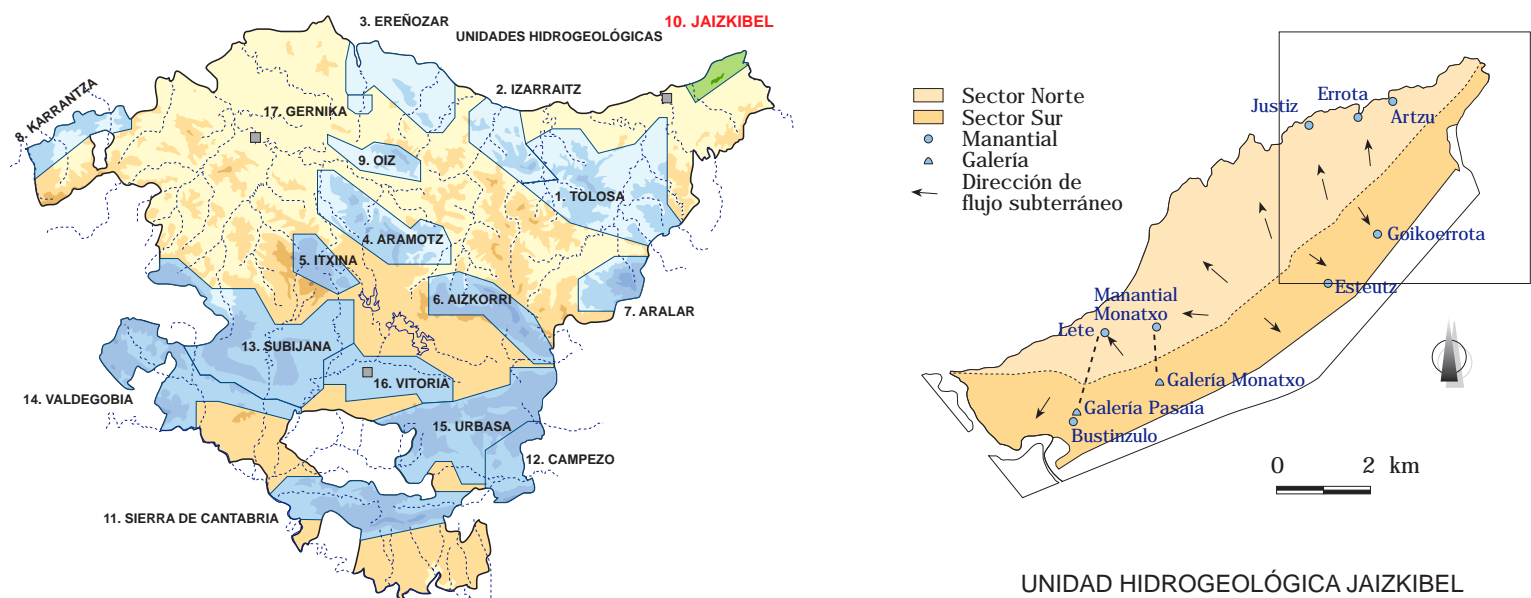 3. EREÑOZAR
UNIDADES HIDROGEOLÓGICAS
10. JAIZKIBEL
2. IZARRAITZ
8. KARRANTZA
17. GERNIKA
9. OIZ
1. TOLOSA
4. ARAMOTZ
5. ITXINA
6. AIZKORRI
7. ARALAR
13. SUBIJANA
16. VITORIA
14. VALDEGOBIA
15. URBASA
12. CAMPEZO
11. SIERRA DE CANTABRIA
Sector Norte
Sector Sur
Manantial
Galería
Dirección de
flujo subterráneo
Justiz
Errota
Artzu
Goikoerrota
Esteutz
Manantial
Monatxo
Lete
Galería Monatxo
Galería Pasaia
Bustinzulo
0 2 km
UNIDAD HIDROGEOLÓGICA JAIZKIBEL